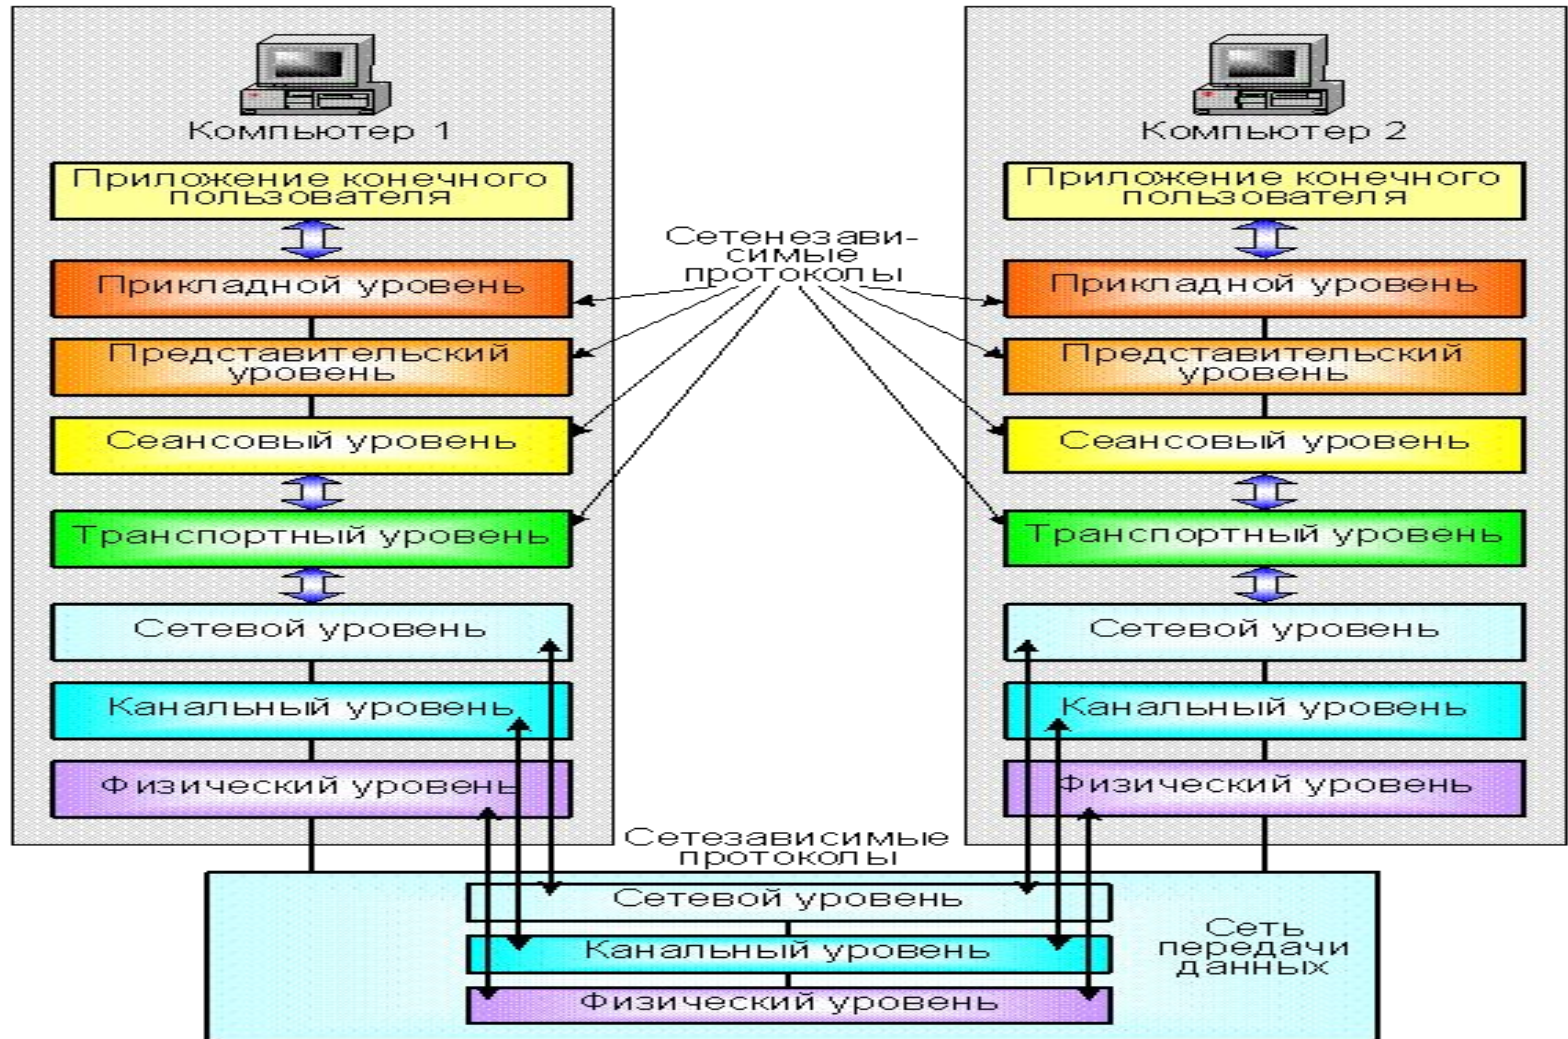 Компьютер 1
Приложение конечного
пользователя
Прикладной уровень
Представительский
уровень
Сеансовый уровень
Транспортный уровень
Сетевой уровень
Канальный уровень
Физический уровень
Сетенезави-
симые
протоколы
Компьютер 2
Приложение конечного
пользователя
Прикладной уровень
Представительский
уровень
Сеансовый уровень
Транспортный уровень
Сетевой уровень
Канальный уровень
Физический уровень
Сетезависимые
протоколы
Сетевой уровень
Канальный уровень
Физический уровень
Сеть
передачи
данных